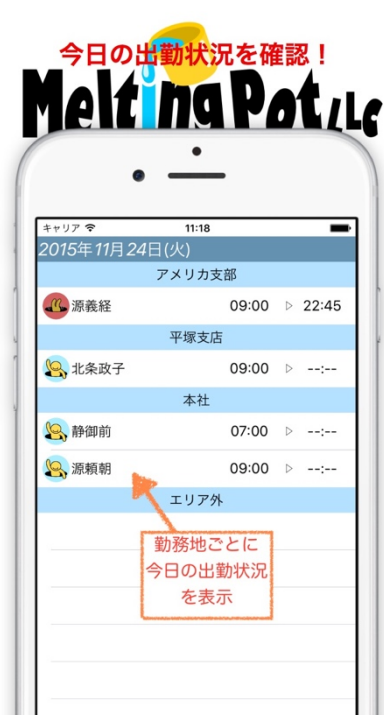 今日の出勤状況を確認！
Melting Pot LLC
キャリア 11:18
2015年11月24日(火)
アメリカ支部
源義経 09:00 ▷ 22:45
平塚支店
北条政子 09:00 ▷ --:--
本社
静御前 07:00 ▷ --:--
源頼朝 09:00 ▷ --:--
エリア外
勤務地ごとに
今日の出勤状況
を表示